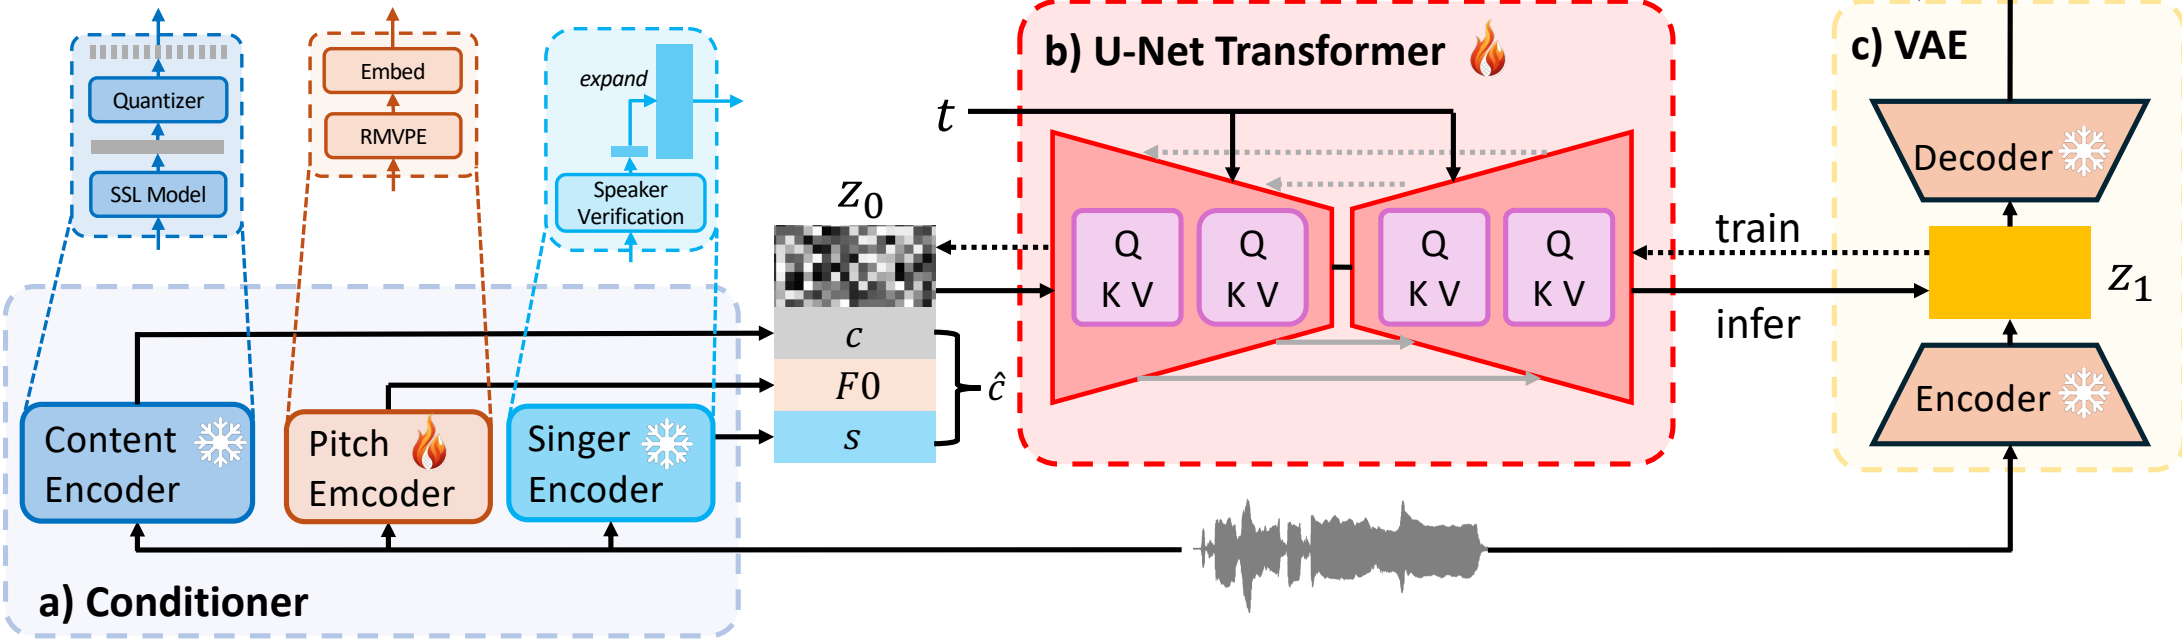 Quantizer
SSL Model
Embed
RMVPE
expand
Speaker
Verification
Content
Encoder
Pitch
Emcoder
Singer
Encoder
a) Conditioner
z₀
c
F0
s
ĉ
b) U-Net Transformer
t
Q
K V
Q
K V
Q
K V
Q
K V
train
infer
c) VAE
Decoder
z₁
Encoder